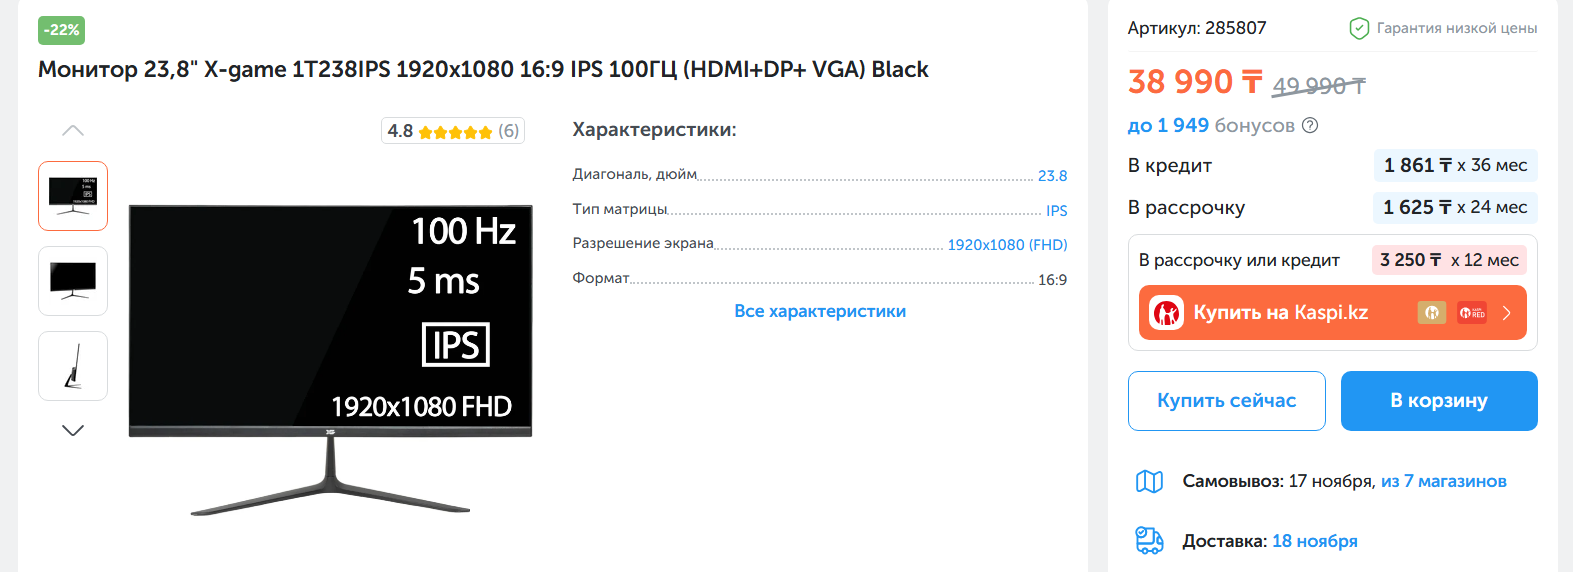 -22%
Монитор 23,8" X-game 1T238IPS 1920x1080 16:9 IPS 100ГЦ (HDMI+DP+ VGA) Black
4.8 (6)
100 Hz
5 ms
IPS
1920x1080 FHD
Характеристики:
Диагональ, дюйм 23.8
Тип матрицы IPS
Разрешение экрана 1920x1080 (FHD)
Формат 16:9
Все характеристики
Артикул: 285807
Гарантия низкой цены
38 990 ₸ 49 990 ₸
до 1 949 бонусов
В кредит 1 861 ₸ x 36 мес
В рассрочку 1 625 ₸ x 24 мес
В рассрочку или кредит 3 250 ₸ x 12 мес
Купить на Kaspi.kz RED
Купить сейчас
В корзину
Самовывоз: 17 ноября, из 7 магазинов
Доставка: 18 ноября